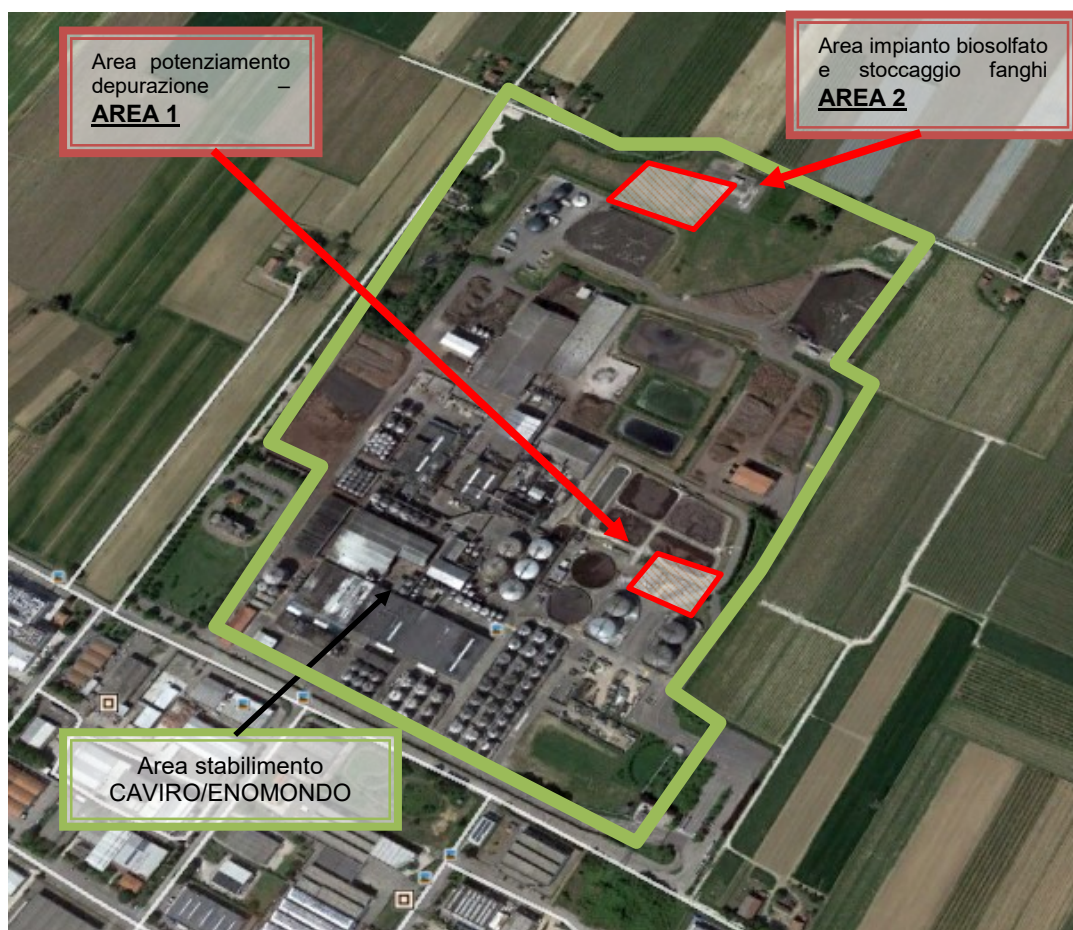 Area potenziamento
depurazione –
AREA 1
Area impianto biosolfato
e stoccaggio fanghi
AREA 2
Area stabilimento
CAVIRO/ENOMONDO